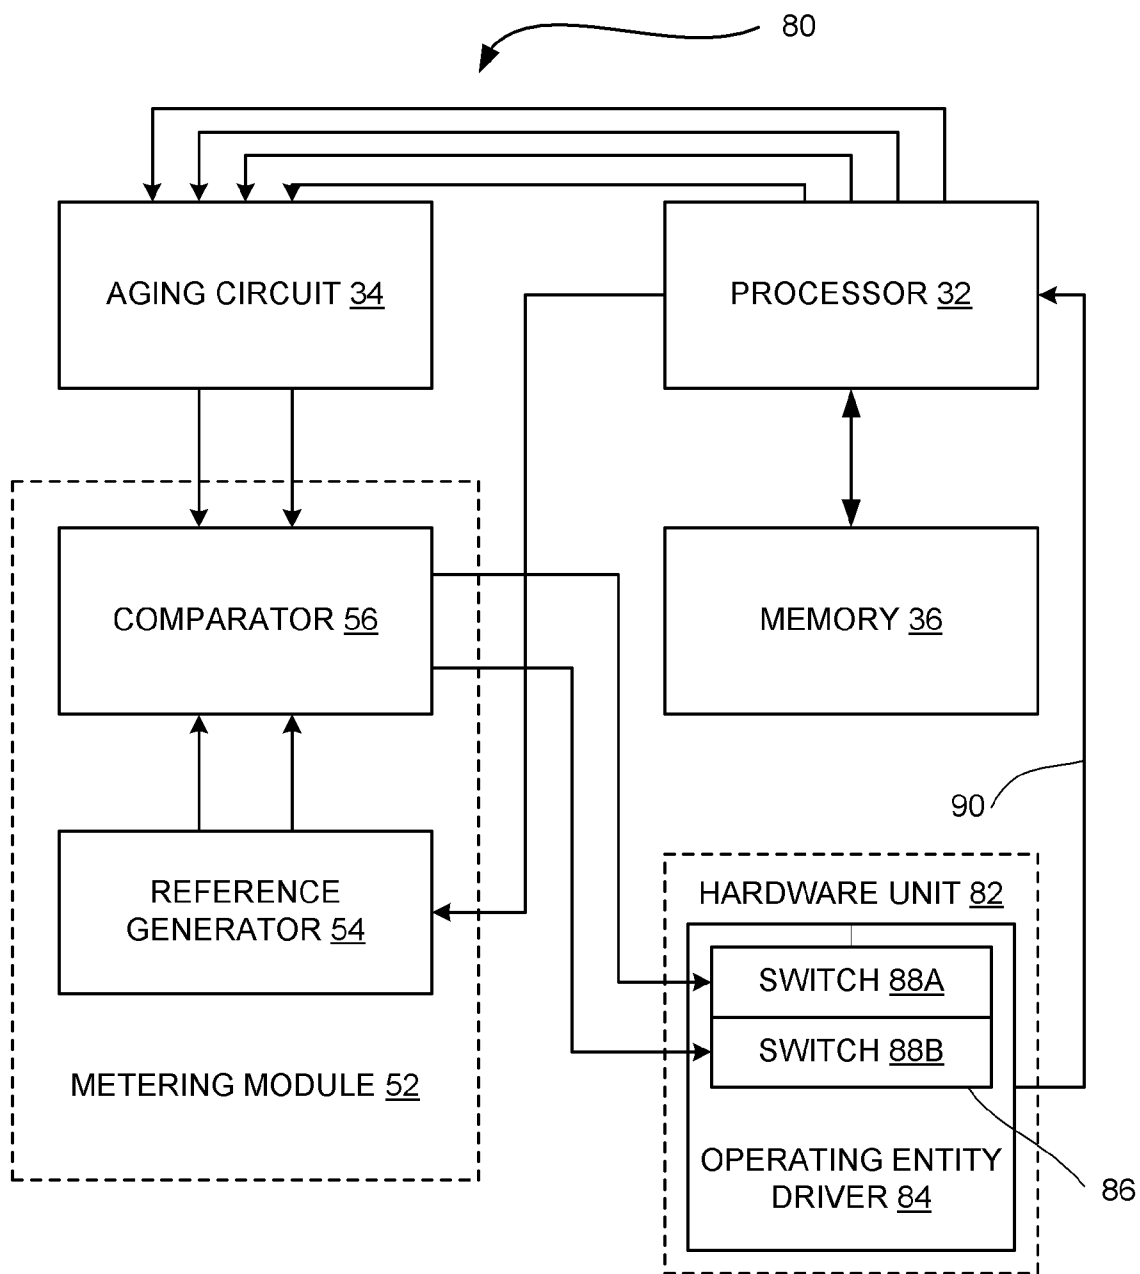 80
AGING CIRCUIT 34
PROCESSOR 32
COMPARATOR 56
MEMORY 36
90
REFERENCE
GENERATOR 54
HARDWARE UNIT 82
SWITCH 88A
SWITCH 88B
METERING MODULE 52
OPERATING ENTITY
DRIVER 84
86